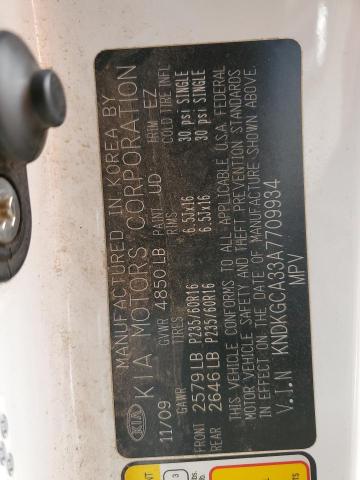 MANUFACTURED IN KOREA BY
KIA KIA MOTORS CORPORATION
11/09 GVWR 4850LB PAINT UD TRIM EZ
GAWR TIRES RIMS COLD TIRE INFL
FRONT 2579LB P235/60R16 6.5Jx16 30 psi SINGLE
REAR 2646LB P235/60R16 6.5Jx16 30 psi SINGLE
THIS VEHICLE CONFORMS TO ALL APPLICABLE U.S.A. FEDERAL
MOTOR VEHICLE SAFETY AND THEFT PREVENTION STANDARDS
IN EFFECT ON THE DATE OF MANUFACTURE SHOWN ABOVE.
V.I.N KNDKGCA33A7709934
MPV